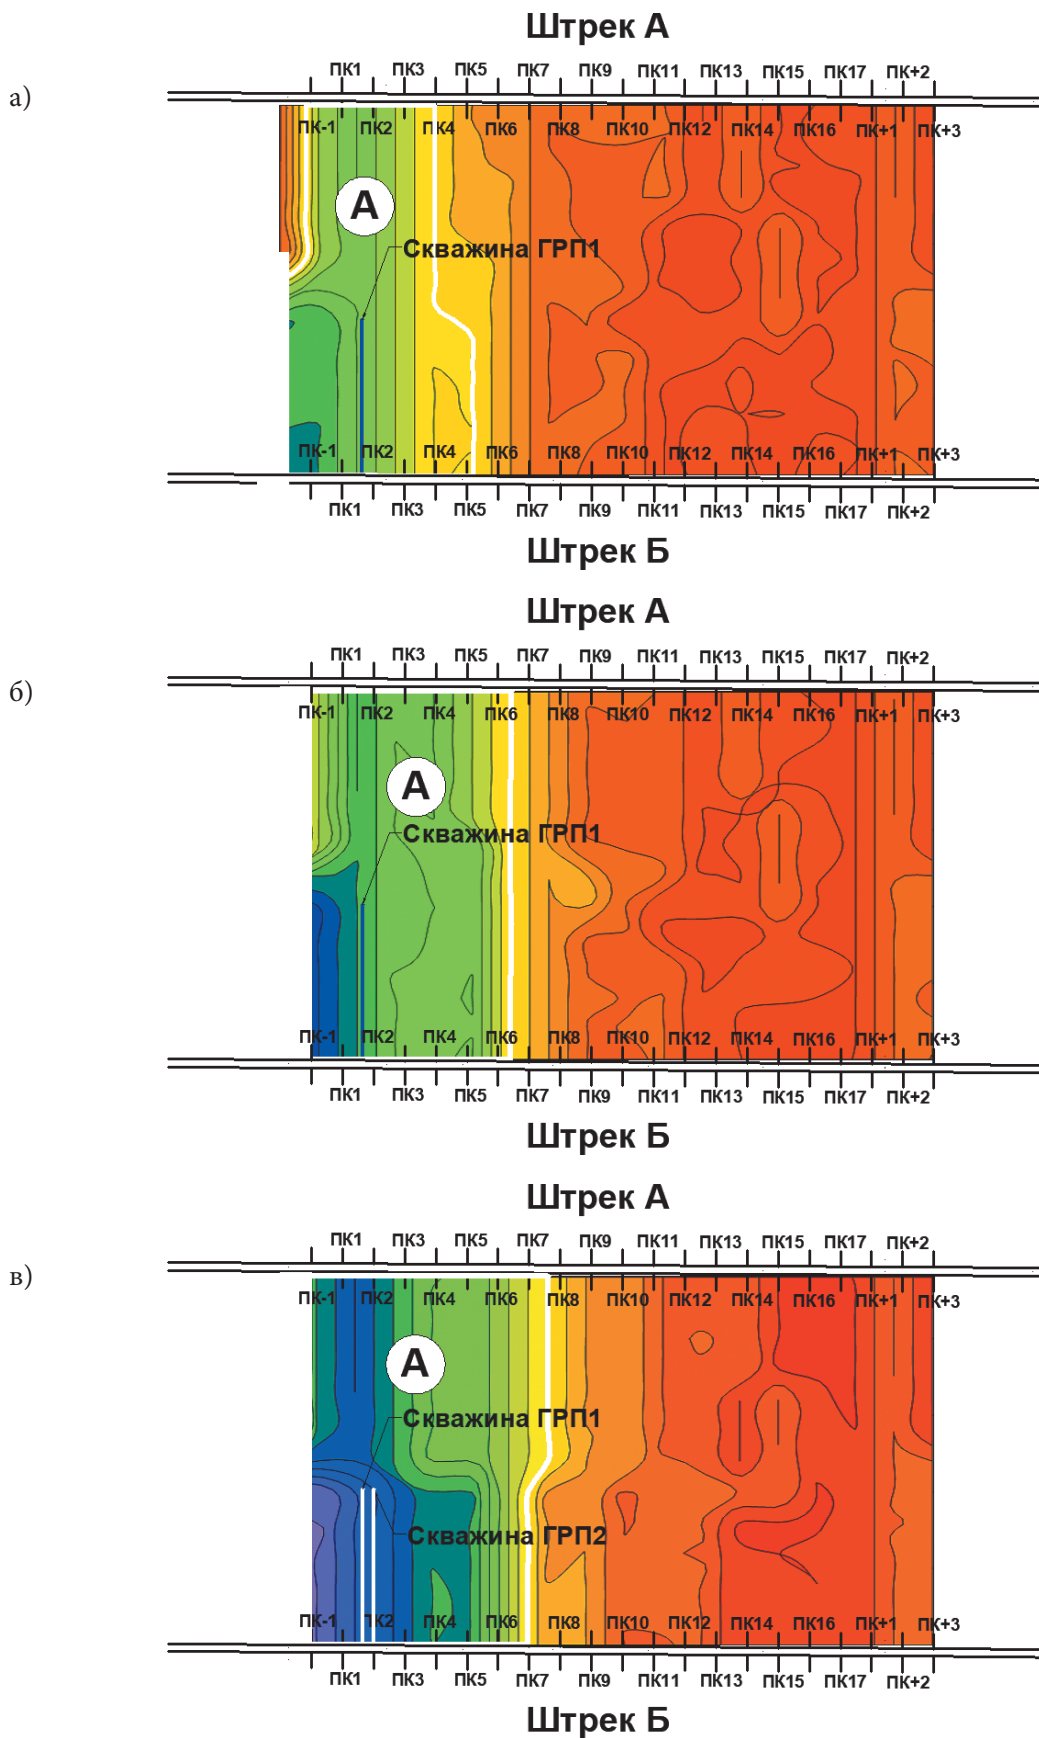 Штрек А
ПК1 ПК3 ПК5 ПК7 ПК9 ПК11 ПК13 ПК15 ПК17 ПК+2
а)
ПК-1 ПК2 ПК4 ПК6 ПК8 ПК10 ПК12 ПК14 ПК16 ПК+1 ПК+3
А
Скважина ГРП1
ПК-1 ПК2 ПК4 ПК6 ПК8 ПК10 ПК12 ПК14 ПК16 ПК+1 ПК+3
ПК1 ПК3 ПК5 ПК7 ПК9 ПК11 ПК13 ПК15 ПК17 ПК+2
Штрек Б
Штрек А
ПК1 ПК3 ПК5 ПК7 ПК9 ПК11 ПК13 ПК15 ПК17 ПК+2
б)
ПК-1 ПК2 ПК4 ПК6 ПК8 ПК10 ПК12 ПК14 ПК16 ПК+1 ПК+3
А
Скважина ГРП1
ПК-1 ПК2 ПК4 ПК6 ПК8 ПК10 ПК12 ПК14 ПК16 ПК+1 ПК+3
ПК1 ПК3 ПК5 ПК7 ПК9 ПК11 ПК13 ПК15 ПК17 ПК+2
Штрек Б
Штрек А
ПК1 ПК3 ПК5 ПК7 ПК9 ПК11 ПК13 ПК15 ПК17 ПК+2
в)
ПК-1 ПК2 ПК4 ПК6 ПК8 ПК10 ПК12 ПК14 ПК16 ПК+1 ПК+3
А
Скважина ГРП1
Скважина ГРП2
ПК-1 ПК2 ПК4 ПК6 ПК8 ПК10 ПК12 ПК14 ПК16 ПК+1 ПК+3
ПК1 ПК3 ПК5 ПК7 ПК9 ПК11 ПК13 ПК15 ПК17 ПК+2
Штрек Б